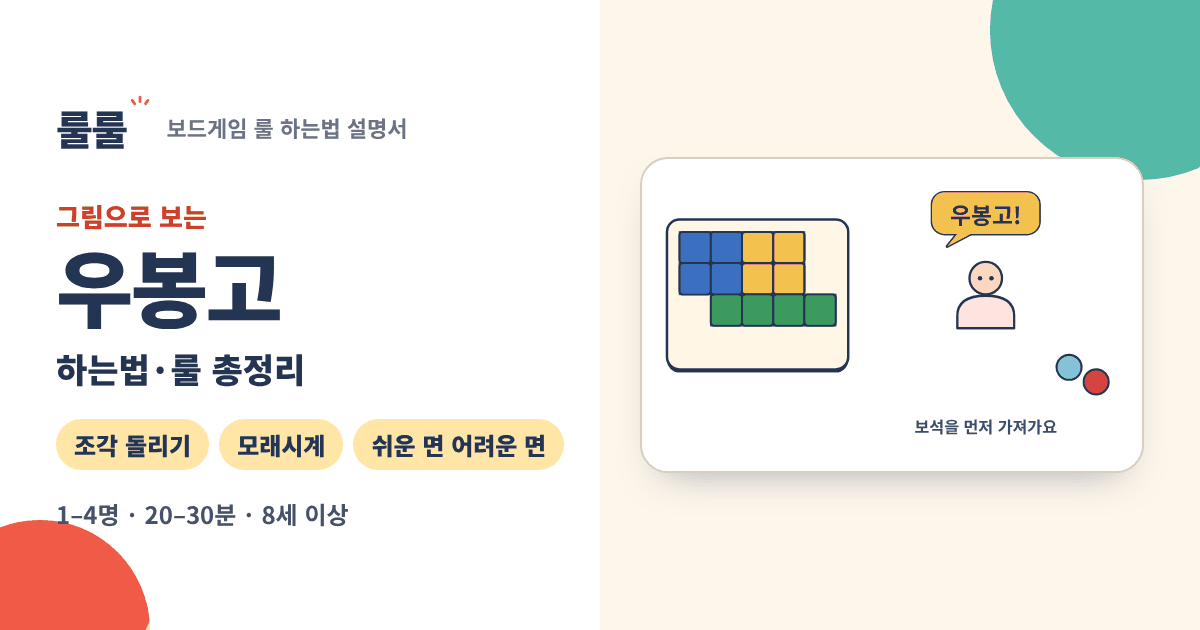 룰룰 보드게임 룰 하는법 설명서
그림으로 보는
우봉고
하는법·룰 총정리
조각 돌리기 모래시계 쉬운 면 어려운 면
1–4명 · 20–30분 · 8세 이상
우봉고!
보석을 먼저 가져가요